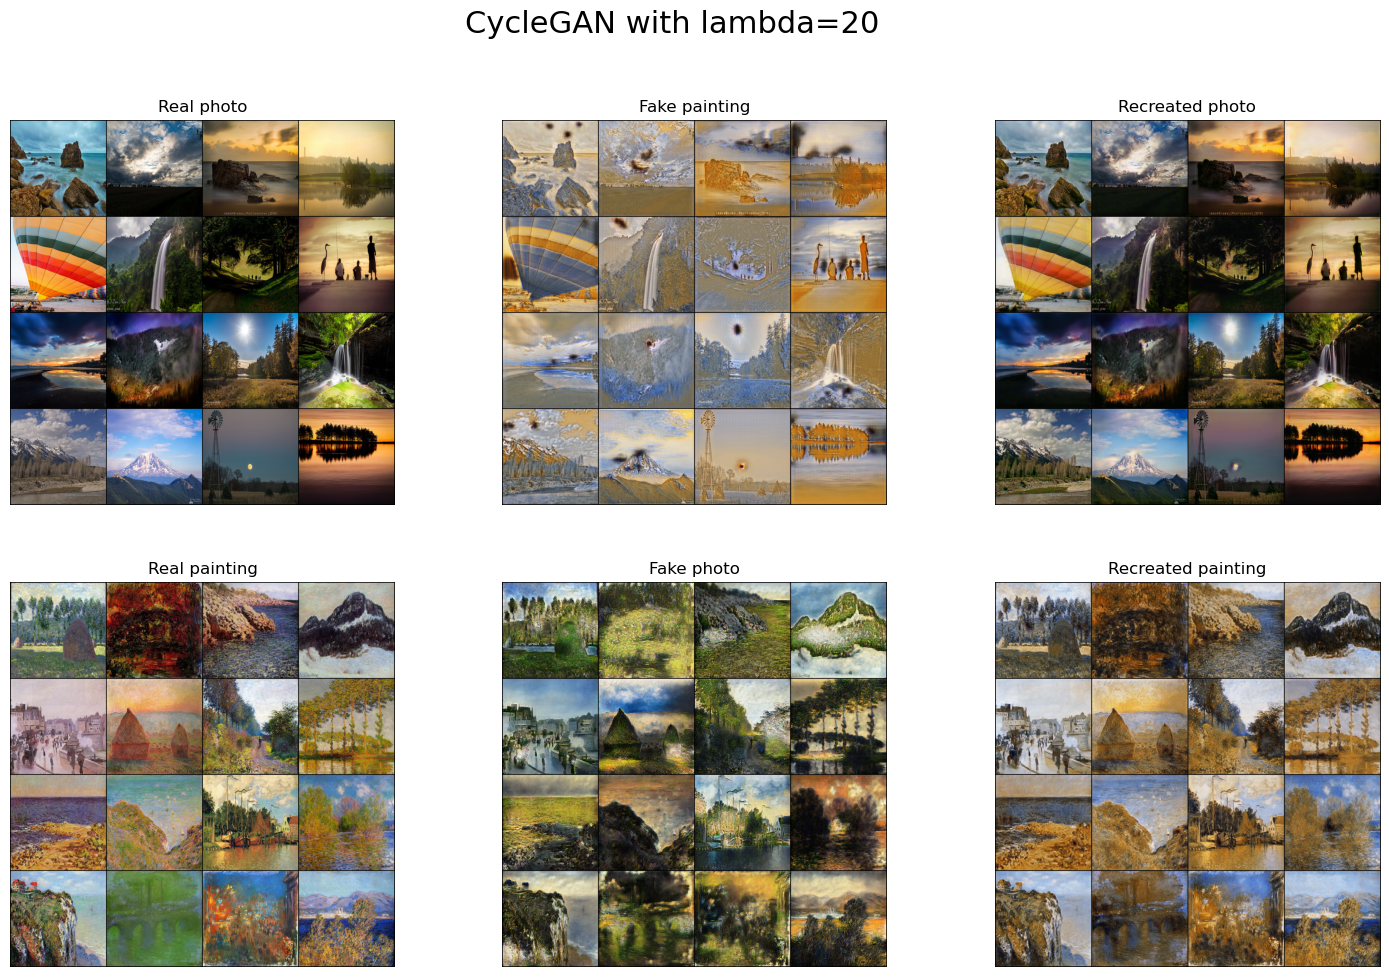 CycleGAN with lambda=20
Real photo
Fake painting
Recreated photo
Real painting
Fake photo
Recreated painting